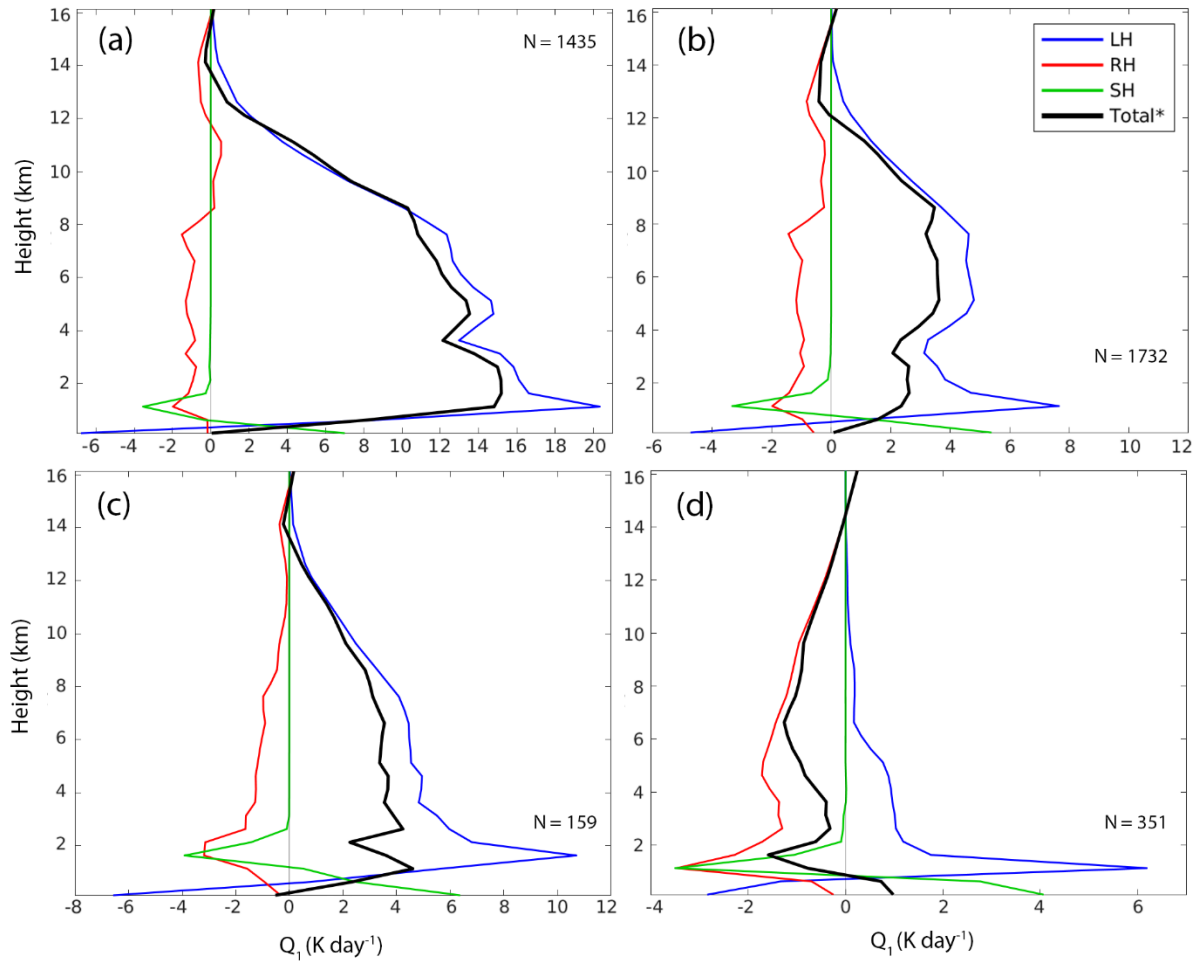 (a)
N = 1435
16
14
12
10
8
6
4
2
Height (km)
-6 -4 -2 0 2 4 6 8 10 12 14 16 18 20
(b)
LH
RH
SH
Total*
N = 1732
16
14
12
10
8
6
4
2
-6 -4 -2 0 2 4 6 8 10 12
(c)
N = 159
16
14
12
10
8
6
4
2
0
Height (km)
-8 -6 -4 -2 0 2 4 6 8 10 12
Q₁ (K day⁻¹)
(d)
N = 351
16
14
12
10
8
6
4
2
0
-4 -2 0 2 4 6
Q₁ (K day⁻¹)